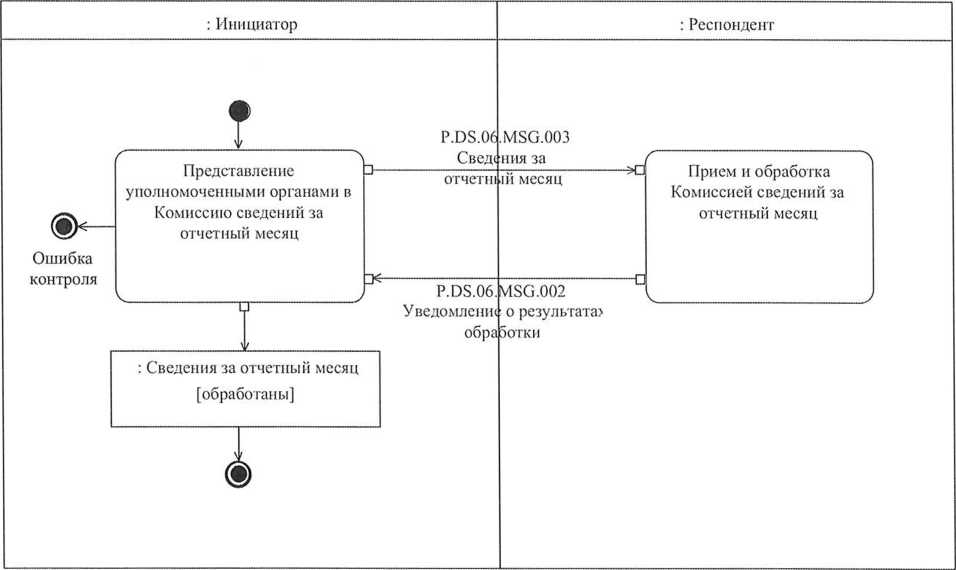 : Инициатор
: Респондент
P.DS.06.MSG.003
Сведения за
отчетный месяц
Представление
уполномоченными органами в
Комиссию сведений за
отчетный месяц
Прием и обработка
Комиссией сведений за
отчетный месяц
Ошибка
контроля
P.DS.06.MSG.002
Уведомление о результатах
обработки
: Сведения за отчетный месяц
[обработаны]